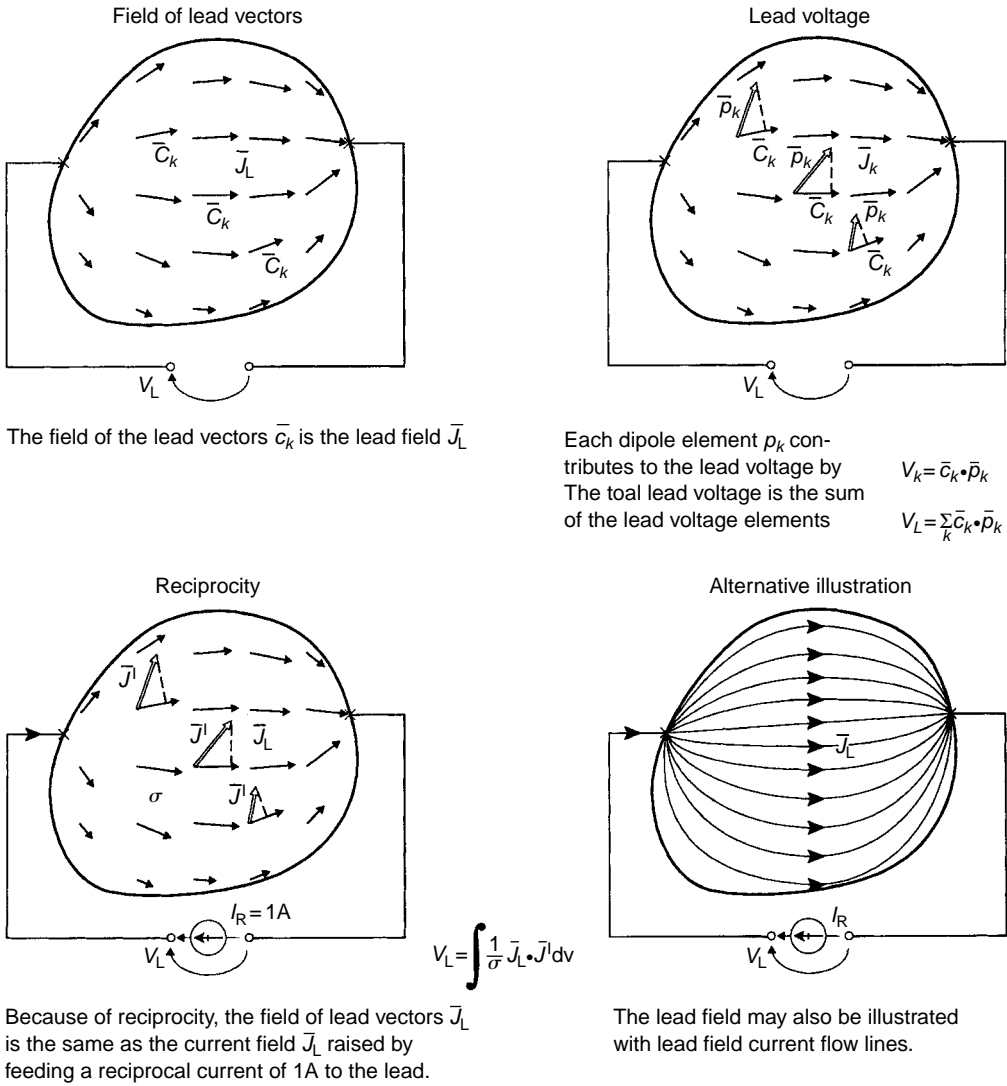 Field of lead vectors
C̅k
J̅L
C̅k
C̅k
VL
The field of the lead vectors c̅k is the lead field J̅L
Lead voltage
p̅k
C̅k
p̅k
J̅k
C̅k
p̅k
C̅k
VL
Each dipole element pk con-
tributes to the lead voltage by
Vk=c̅k•p̅k
The toal lead voltage is the sum
of the lead voltage elements
VL=∑k c̅k•p̅k
Reciprocity
J̅I
J̅I
J̅L
σ
J̅I
IR=1A
VL
VL=∫ 1/σ J̅L•J̅I dv
Because of reciprocity, the field of lead vectors J̅L
is the same as the current field J̅L raised by
feeding a reciprocal current of 1A to the lead.
Alternative illustration
J̅L
IR
VL
The lead field may also be illustrated
with lead field current flow lines.